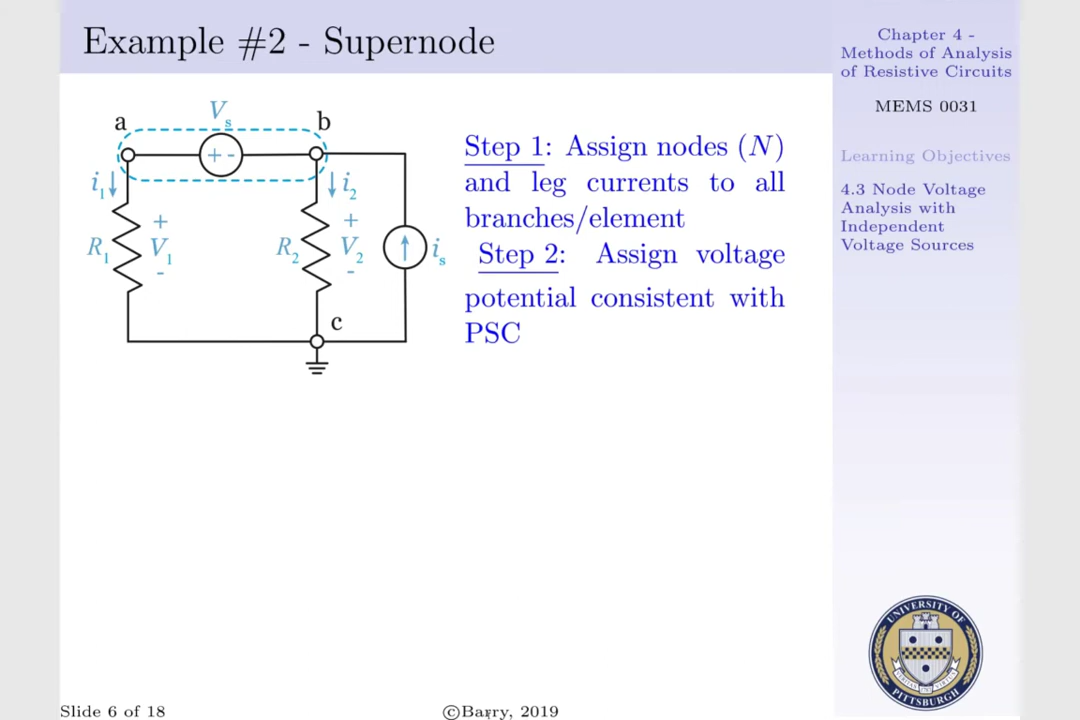 Example #2 - Supernode
a
V_s
b
+ -
i_1
i_2
+
+
R_1
V_1
R_2
V_2
i_s
-
-
c
Step 1: Assign nodes (N)
and leg currents to all
branches/element
Step 2: Assign voltage
potential consistent with
PSC
Chapter 4 -
Methods of Analysis
of Resistive Circuits
MEMS 0031
Learning Objectives
4.3 Node Voltage
Analysis with
Independent
Voltage Sources
UNIVERSITY OF
PITTSBURGH
Slide 6 of 18
©Barry, 2019